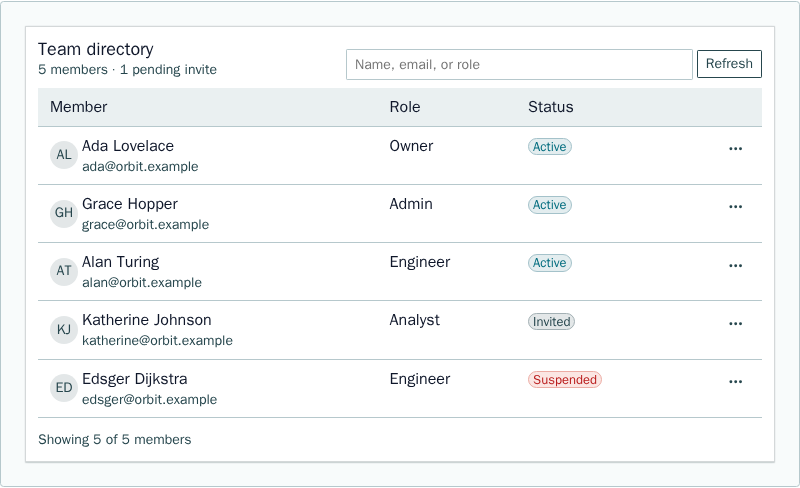 Team directory
5 members · 1 pending invite
Name, email, or role
Refresh
Member Role Status
AL Ada Lovelace Owner Active ···
ada@orbit.example
GH Grace Hopper Admin Active ···
grace@orbit.example
AT Alan Turing Engineer Active ···
alan@orbit.example
KJ Katherine Johnson Analyst Invited ···
katherine@orbit.example
ED Edsger Dijkstra Engineer Suspended ···
edsger@orbit.example
Showing 5 of 5 members